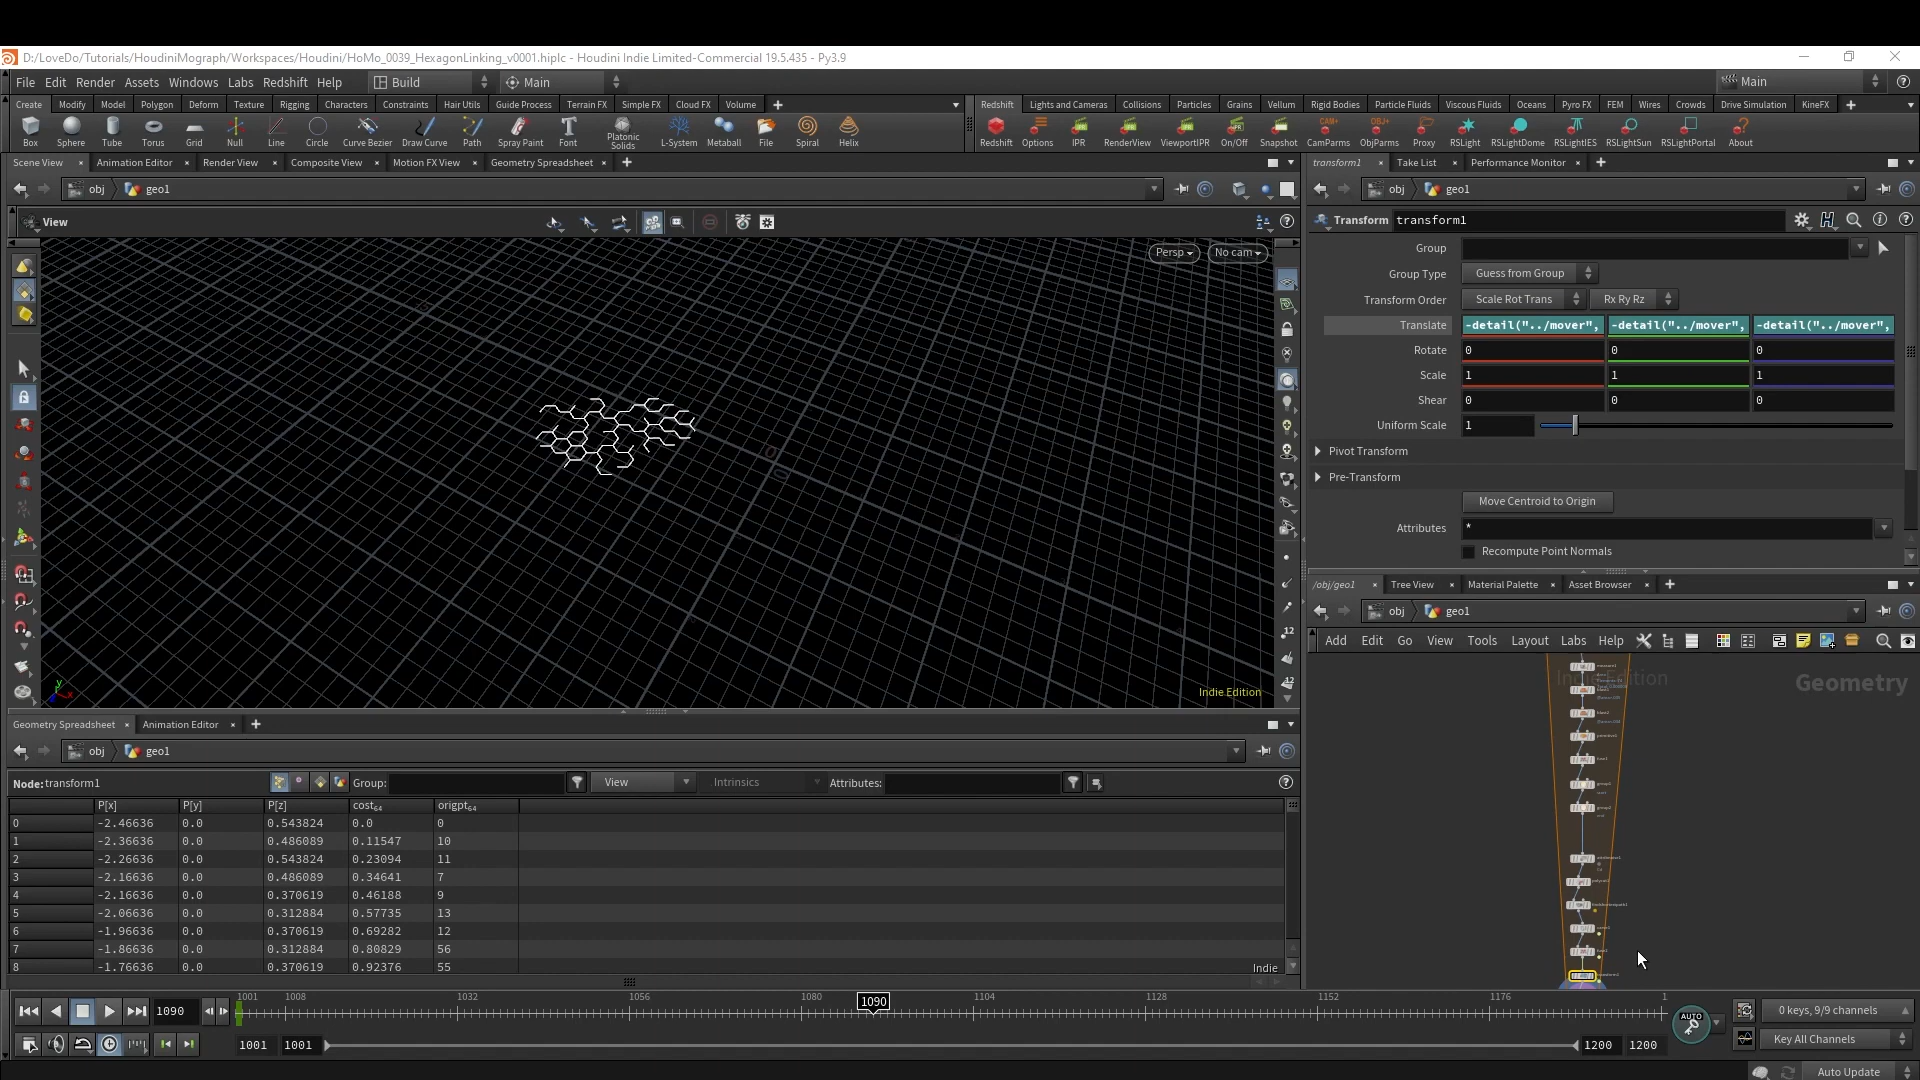 D:/LoveDo/Tutorials/HoudiniMograph/Workspaces/Houdini/HoMo_0039_HexagonLinking_v0001.hiplc - Houdini Indie Limited-Commercial 19.5.435 - Py3.9
File Edit Render Assets Windows Labs Redshift Help Build Main Main
Create Modify Model Polygon Deform Texture Rigging Characters Constraints Hair Utils Guide Process Terrain FX Simple FX Cloud FX Volume
Redshift Lights and Cameras Collisions Particles Grains Vellum Rigid Bodies Particle Fluids Viscous Fluids Oceans Pyro FX FEM Wires Crowds Drive Simulation KineFX
Box Sphere Tube Torus Grid Null Line Circle Curve Bezier Draw Curve Path Spray Paint Font Platonic Solids L-System Metaball File Spiral Helix
Redshift Options IPR RenderView ViewportIPR On/Off Snapshot CamParms ObjParms Proxy RSLight RSLightDome RSLightIES RSLightSun RSLightPortal About
Scene View Animation Editor Render View Composite View Motion FX View Geometry Spreadsheet
transform1 Take List Performance Monitor
obj geo1
obj geo1
View
Persp No cam
Indie Edition
Transform transform1
Group
Group Type Guess from Group
Transform Order Scale Rot Trans Rx Ry Rz
Translate -detail("../mover", -detail("../mover", -detail("../mover",
Rotate 0 0 0
Scale 1 1 1
Shear 0 0 0
Uniform Scale 1
Pivot Transform
Pre-Transform
Move Centroid to Origin
Attributes *
Recompute Point Normals
/obj/geo1 Tree View Material Palette Asset Browser
obj geo1
Add Edit Go View Tools Layout Labs Help
Indie Edition
Geometry
Geometry Spreadsheet Animation Editor
obj geo1
Node: transform1 Group: View Intrinsics Attributes:
P[x] P[y] P[z] cost64 origpt64
0 -2.46636 0.0 0.543824 0.0 0
1 -2.36636 0.0 0.486089 0.11547 10
2 -2.26636 0.0 0.543824 0.23094 11
3 -2.16636 0.0 0.486089 0.34641 7
4 -2.16636 0.0 0.370619 0.46188 9
5 -2.06636 0.0 0.312884 0.57735 13
6 -1.96636 0.0 0.370619 0.69282 12
7 -1.86636 0.0 0.312884 0.80829 56
8 -1.76636 0.0 0.370619 0.92376 55
Indie
1090
1001 1008 1032 1056 1080 1090 1104 1128 1152 1176 1
AUTO
0 keys, 9/9 channels
1001 1001 1200 1200
Key All Channels
Auto Update